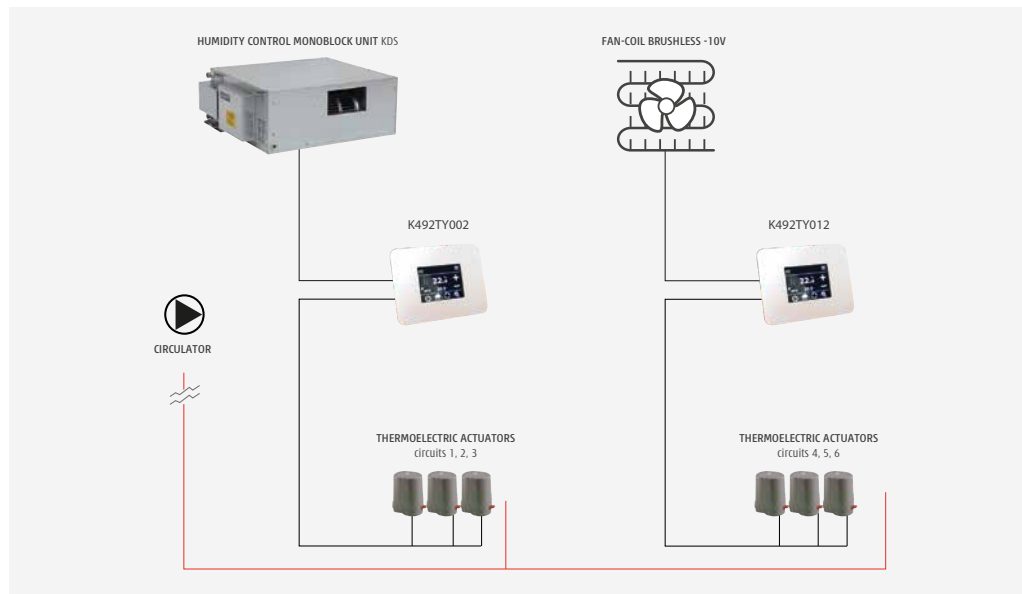 HUMIDITY CONTROL MONOBLOCK UNIT KDS
FAN-COIL BRUSHLESS -10V
K492TY002
K492TY012
CIRCULATOR
THERMOELECTRIC ACTUATORS
circuits 1, 2, 3
THERMOELECTRIC ACTUATORS
circuits 4, 5, 6